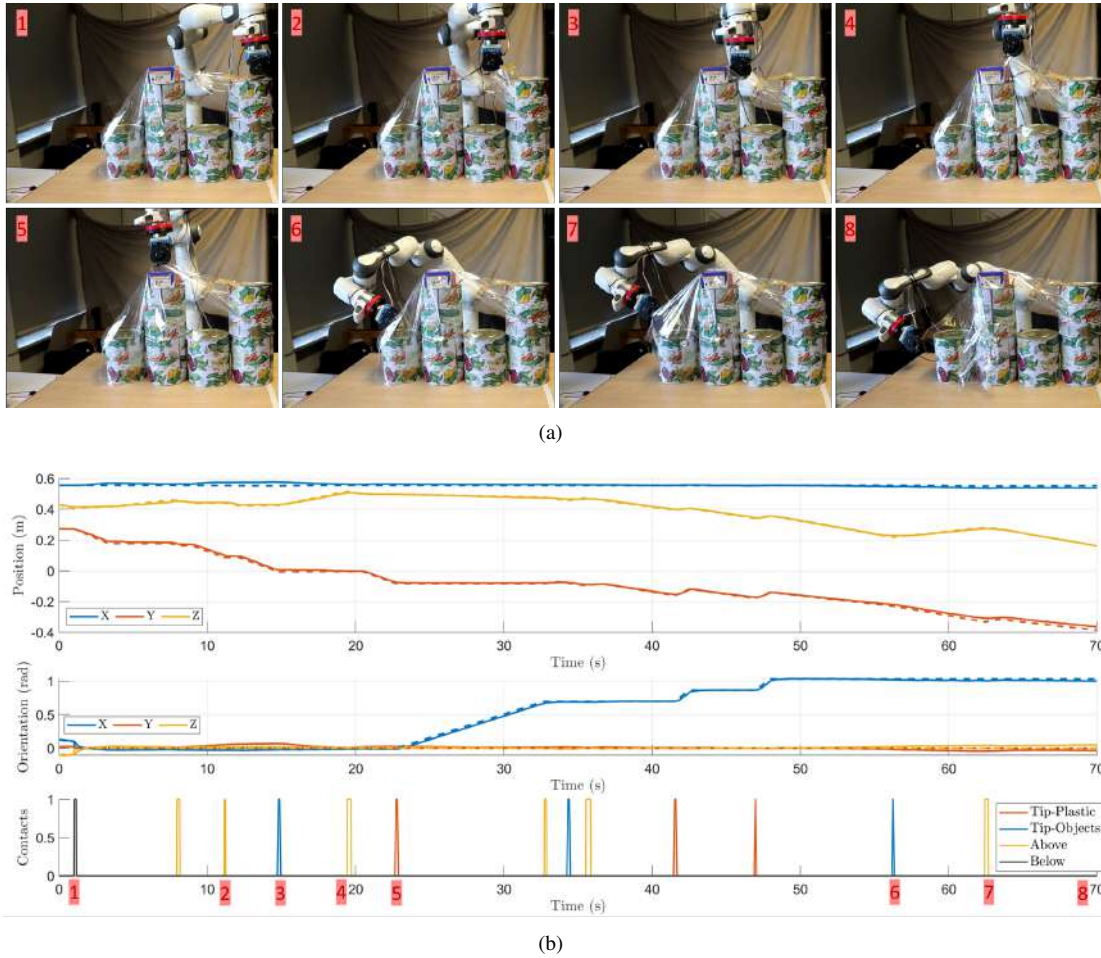 1 2 3 4
5 6 7 8
(a)
0.6
0.4
0.2
0
-0.2
-0.4
Position (m)
X Y Z
0 10 20 30 40 50 60 70
Time (s)
1
0.5
0
Orientation (rad)
X Y Z
0 10 20 30 40 50 60 70
Time (s)
1
0.5
0
Contacts
Tip-Plastic
Tip-Objects
Above
Below
0 10 20 30 40 50 60 70
1 2 3 4 5 6 7 8
Time (s)
(b)